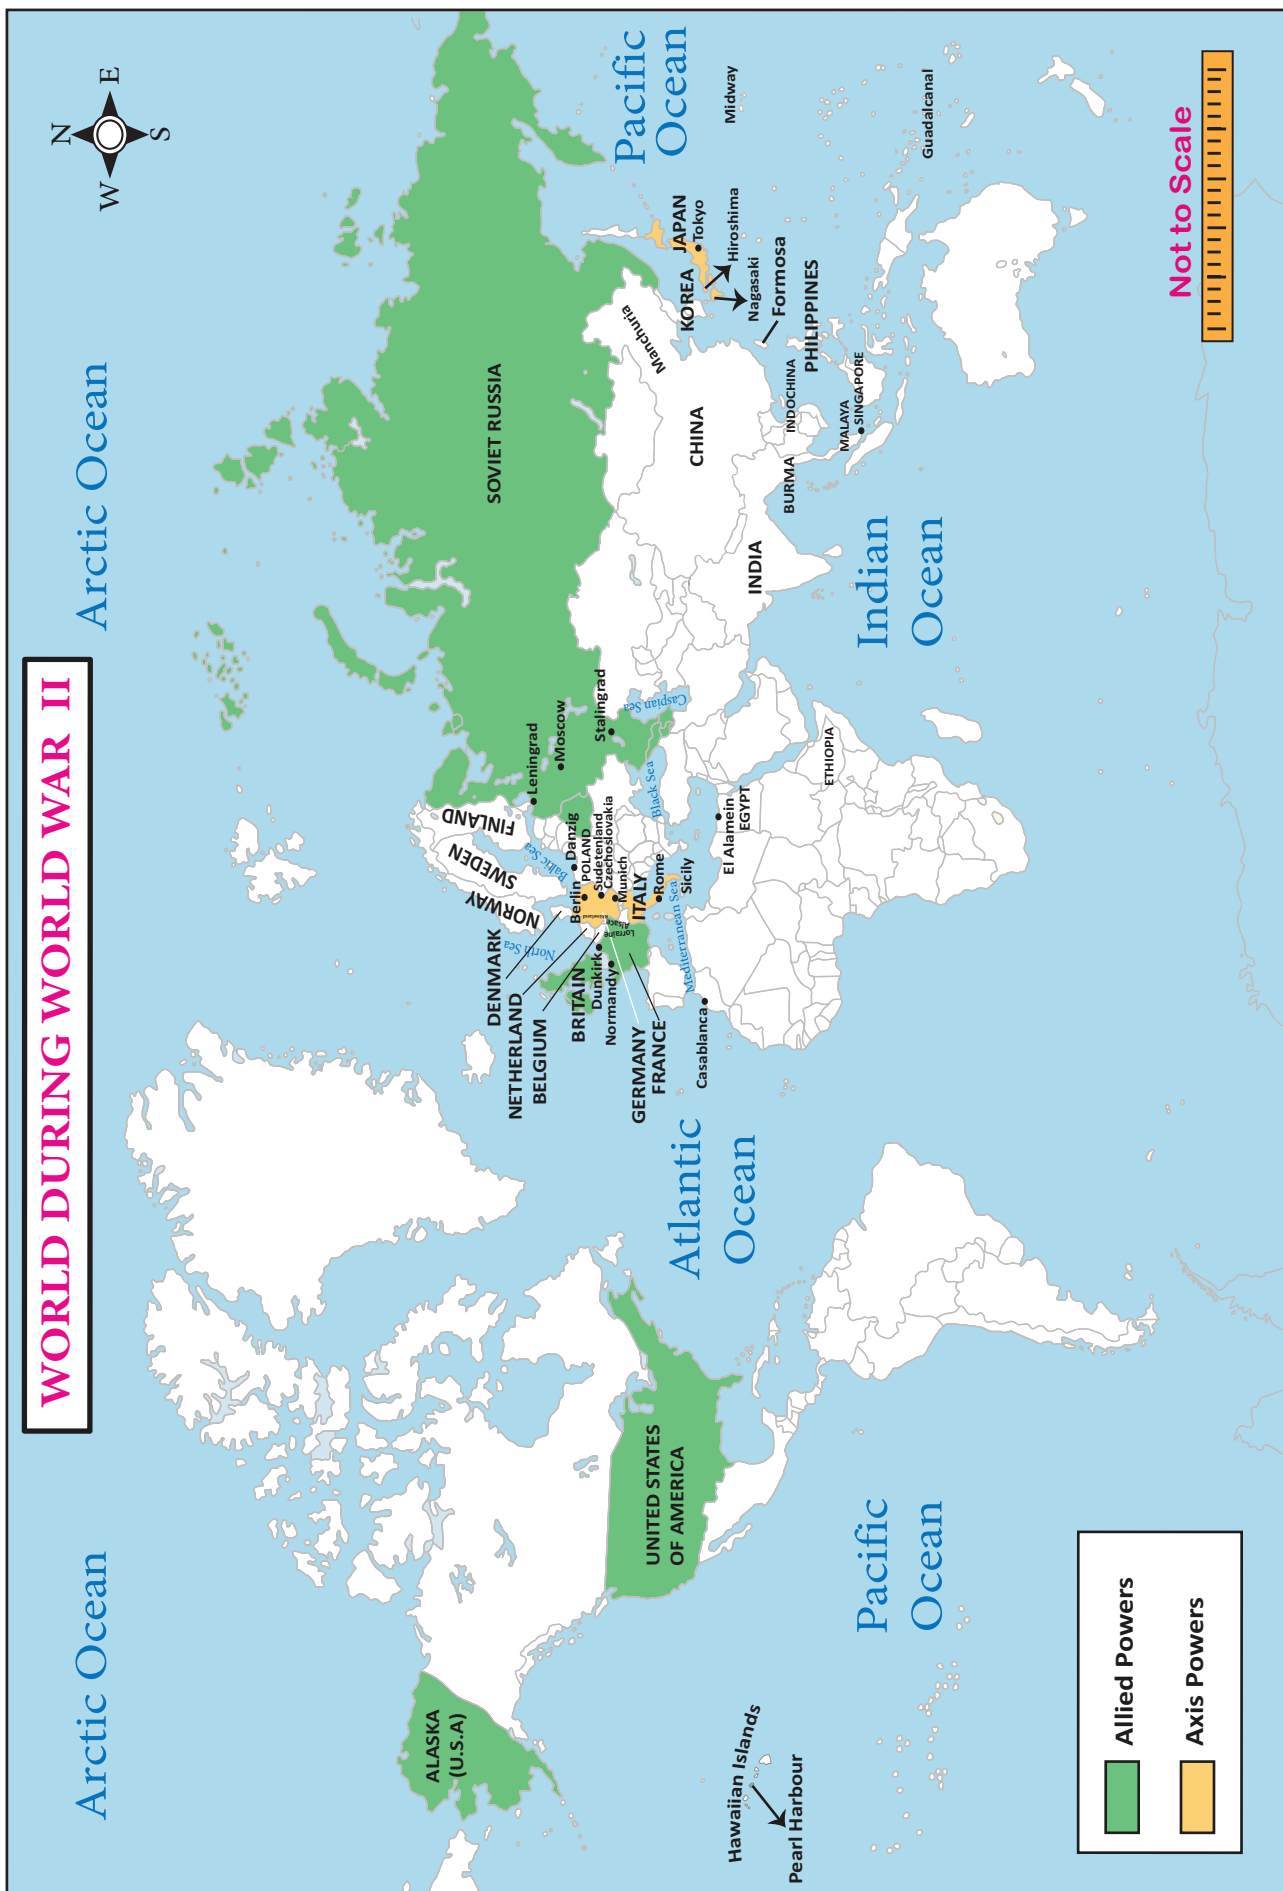 WORLD DURING WORLD WAR II
N
W
E
S
Arctic Ocean
Arctic Ocean
ALASKA
(U.S.A)
UNITED STATES
OF AMERICA
Hawaiian Islands
Pearl Harbour
Pacific
Ocean
Atlantic
Ocean
NORWAY
SWEDEN
FINLAND
Baltic Sea
North Sea
DENMARK
NETHERLAND
BELGIUM
BRITAIN
Dunkirk
Normandy
GERMANY
FRANCE
Berlin
Danzig
POLAND
Sudetenland
Czechoslovakia
Munich
Rhineland
Alsace
Lorraine
ITALY
Rome
Sicily
Mediterranean Sea
Casablanca
Leningrad
Moscow
Stalingrad
Black Sea
Caspian Sea
El Alamein
EGYPT
ETHIOPIA
SOVIET RUSSIA
CHINA
Manchuria
INDIA
BURMA
INDOCHINA
MALAYA
SINGAPORE
PHILIPPINES
Formosa
KOREA
JAPAN
Tokyo
Hiroshima
Nagasaki
Pacific
Ocean
Midway
Guadalcanal
Indian
Ocean
Allied Powers
Axis Powers
Not to Scale